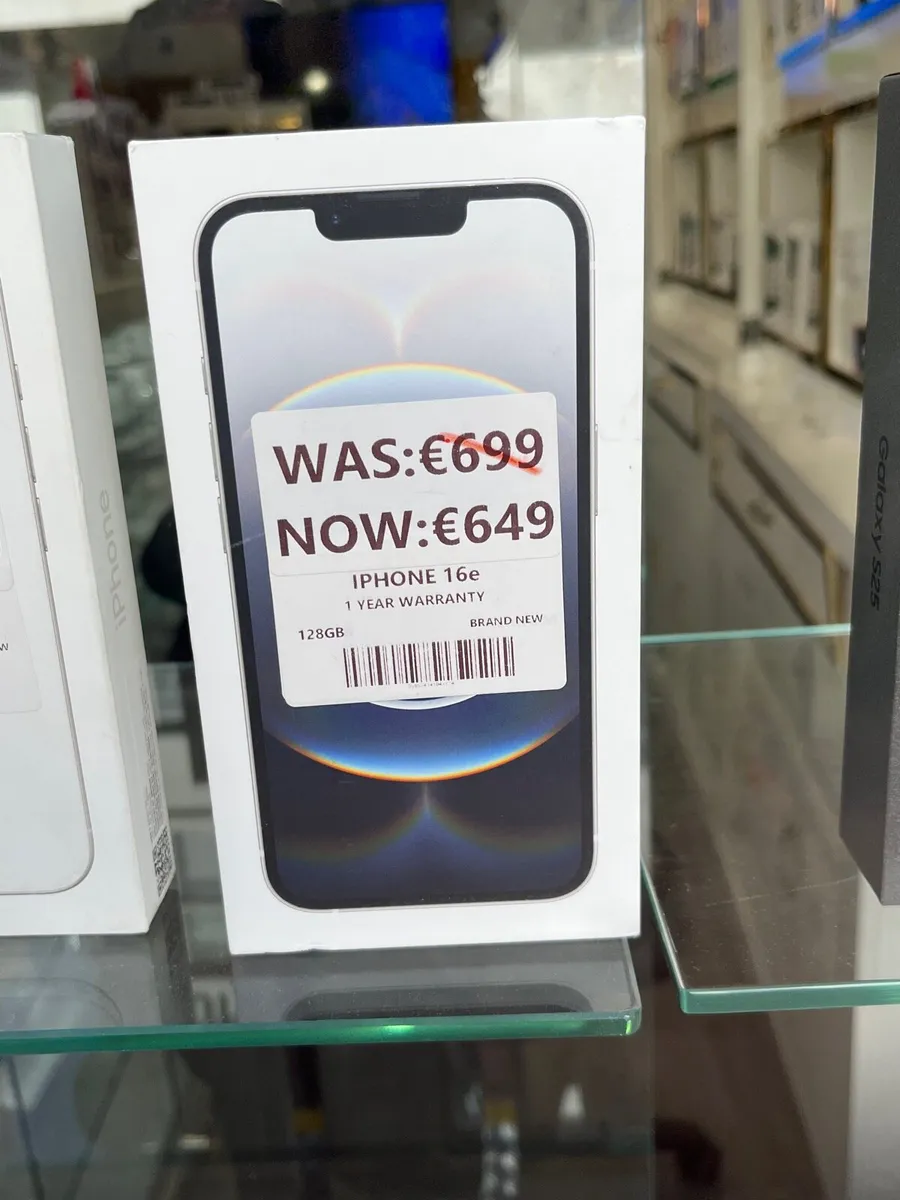 WAS:€699
NOW:€649
IPHONE 16e
1 YEAR WARRANTY
128GB
BRAND NEW
iPhone
Galaxy S25